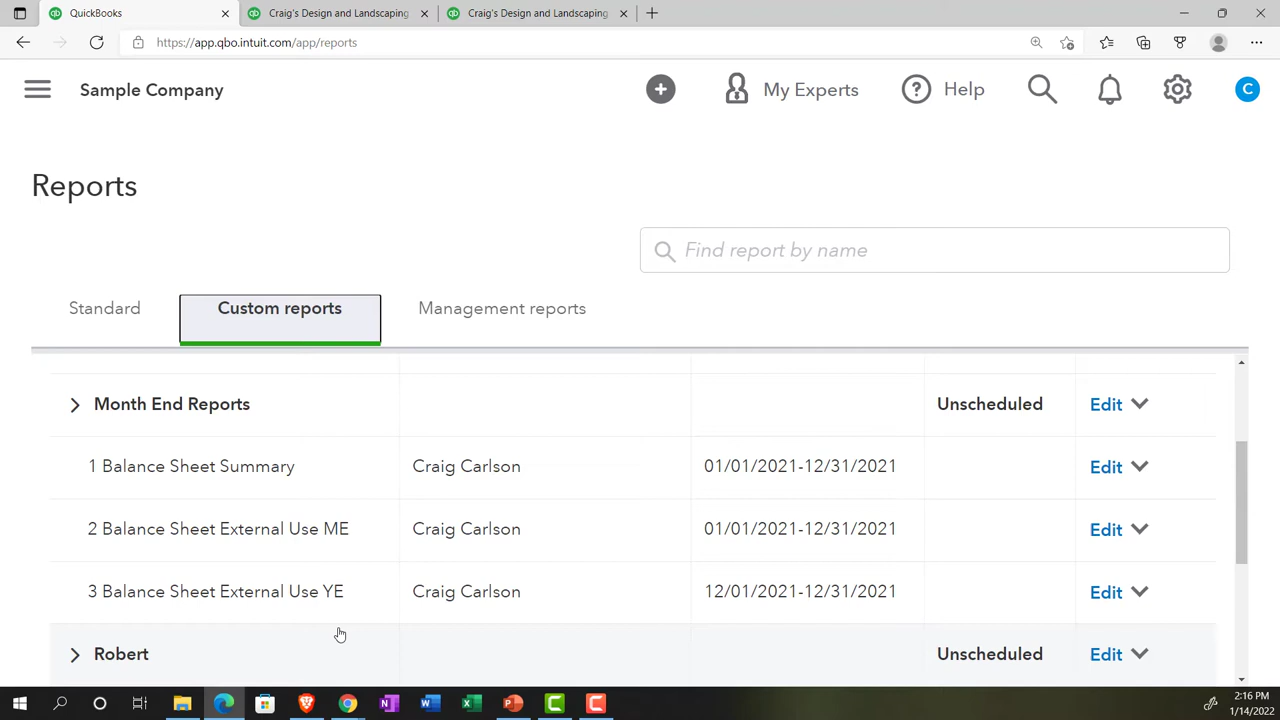 QuickBooks
Craig's Design and Landscaping
Craig's Design and Landscaping
https://app.qbo.intuit.com/app/reports
Sample Company
My Experts
Help
C
Reports
Find report by name
Standard
Custom reports
Management reports
Month End Reports Unscheduled Edit
1 Balance Sheet Summary Craig Carlson 01/01/2021-12/31/2021 Edit
2 Balance Sheet External Use ME Craig Carlson 01/01/2021-12/31/2021 Edit
3 Balance Sheet External Use YE Craig Carlson 12/01/2021-12/31/2021 Edit
Robert Unscheduled Edit
2:16 PM
1/14/2022